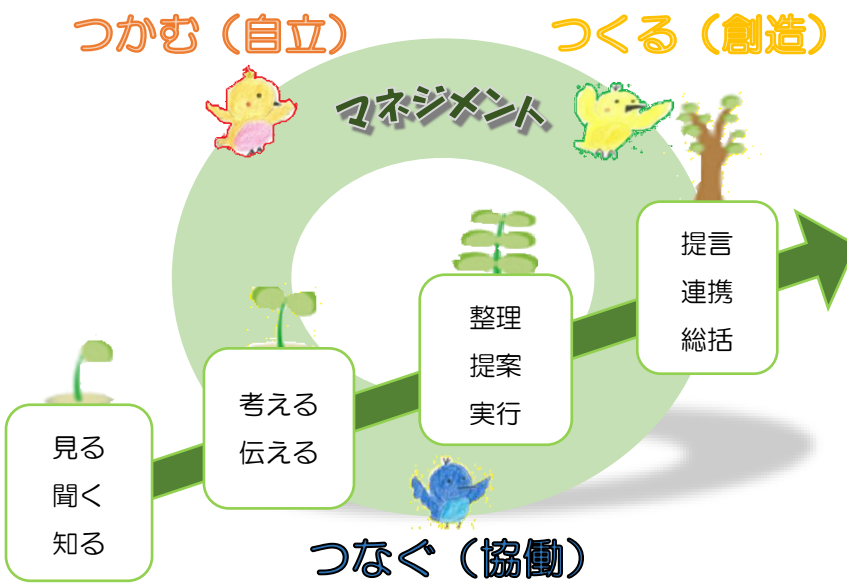 つかむ（自立）
つくる（創造）
マネジメント
提言
連携
総括
整理
提案
実行
考える
伝える
見る
聞く
知る
つなぐ（協働）